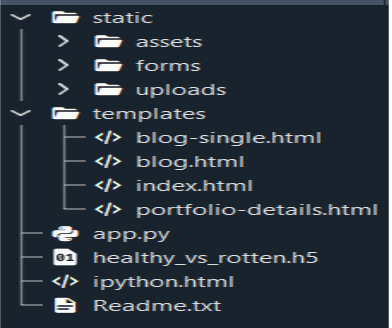 static
assets
forms
uploads
templates
blog-single.html
blog.html
index.html
portfolio-details.html
app.py
healthy_vs_rotten.h5
ipython.html
Readme.txt